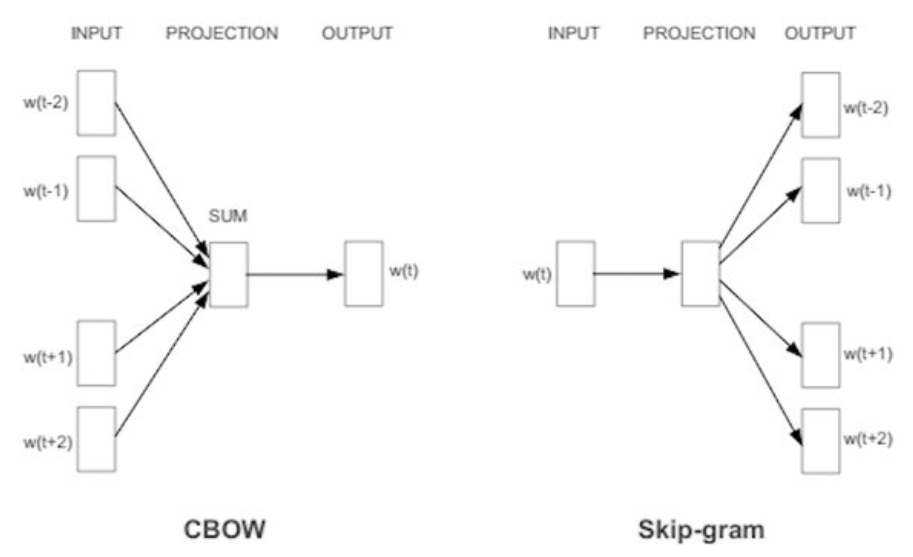 INPUT PROJECTION OUTPUT
w(t-2)
w(t-1)
SUM
w(t)
w(t+1)
w(t+2)
CBOW
INPUT PROJECTION OUTPUT
w(t-2)
w(t-1)
w(t)
w(t+1)
w(t+2)
Skip-gram